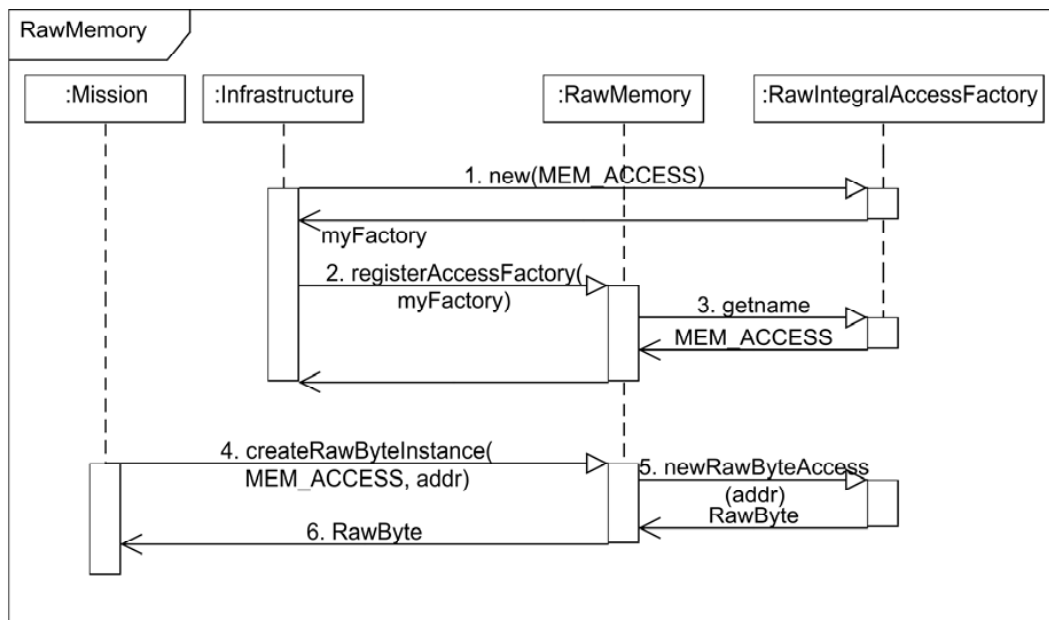 RawMemory
:Mission
:Infrastructure
:RawMemory
:RawIntegralAccessFactory
1. new(MEM_ACCESS)
myFactory
2. registerAccessFactory(
myFactory)
3. getname
MEM_ACCESS
4. createRawByteInstance(
MEM_ACCESS, addr)
5. newRawByteAccess
(addr)
RawByte
6. RawByte